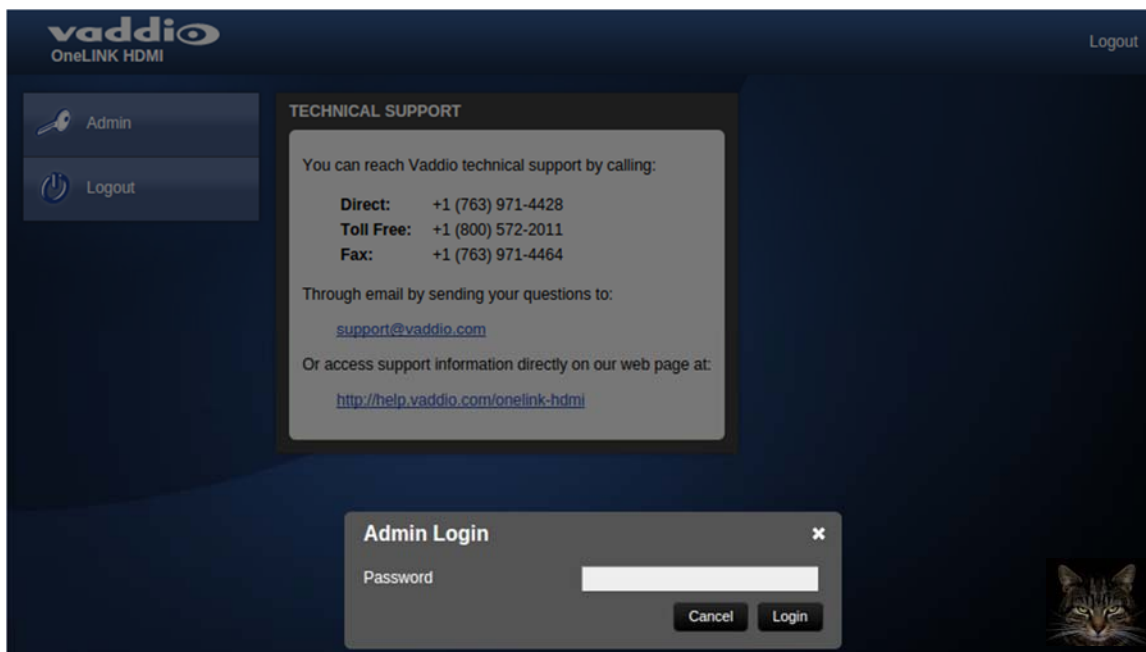 vaddio
OneLINK HDMI
Logout
Admin
Logout
TECHNICAL SUPPORT
You can reach Vaddio technical support by calling:
Direct: +1 (763) 971-4428
Toll Free: +1 (800) 572-2011
Fax: +1 (763) 971-4464
Through email by sending your questions to:
support@vaddio.com
Or access support information directly on our web page at:
http://help.vaddio.com/onelink-hdmi
Admin Login
Password
Cancel Login